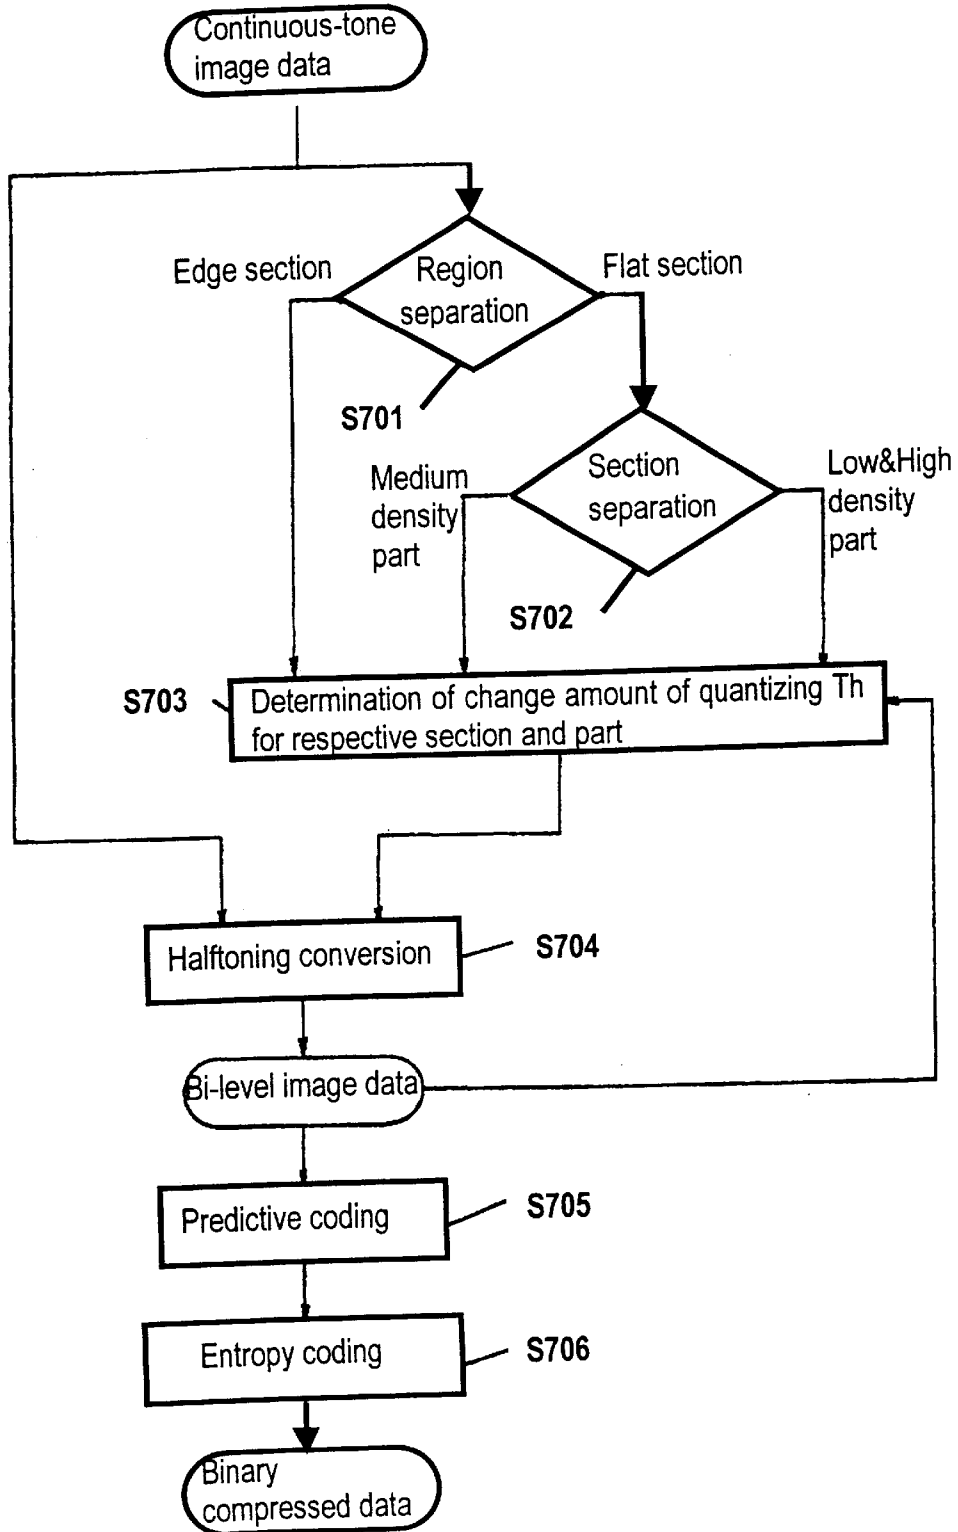 Continuous-tone
image data
Edge section
Region
separation
Flat section
S701
Medium
density
part
Section
separation
Low&High
density
part
S702
S703
Determination of change amount of quantizing Th
for respective section and part
Halftoning conversion
S704
Bi-level image data
Predictive coding
S705
Entropy coding
S706
Binary
compressed data